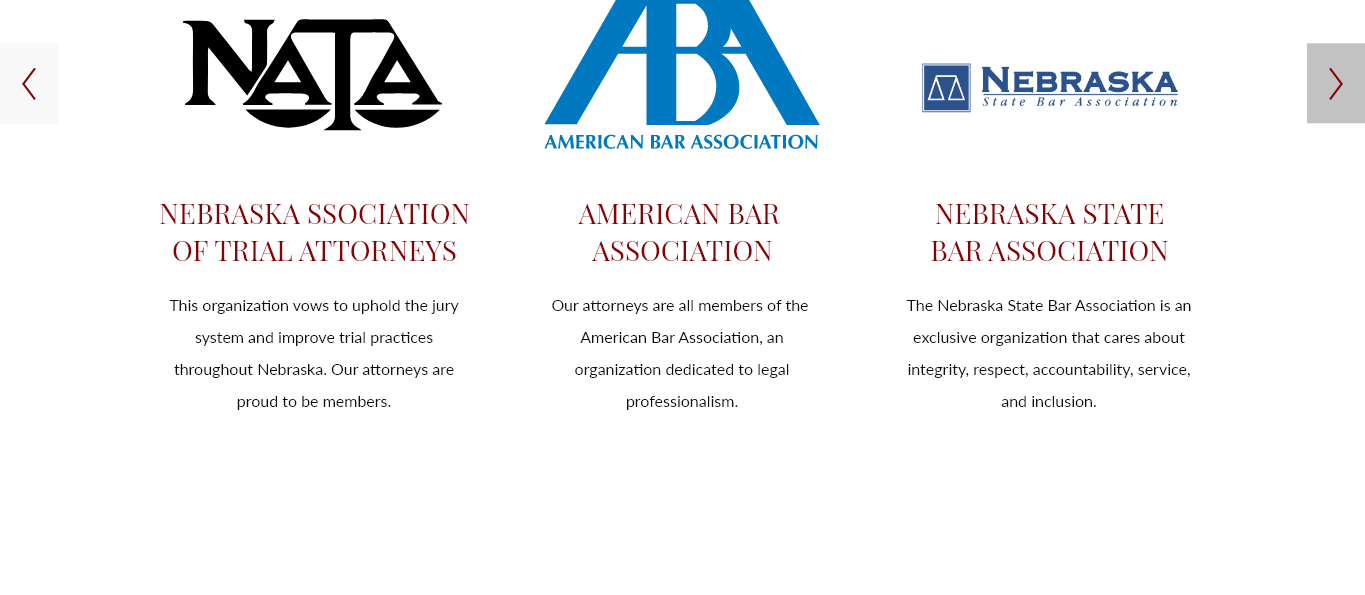 NATA
ABA
AMERICAN BAR ASSOCIATION
NEBRASKA
State Bar Association
NEBRASKA SSOCIATION
OF TRIAL ATTORNEYS
This organization vows to uphold the jury
system and improve trial practices
throughout Nebraska. Our attorneys are
proud to be members.
AMERICAN BAR
ASSOCIATION
Our attorneys are all members of the
American Bar Association, an
organization dedicated to legal
professionalism.
NEBRASKA STATE
BAR ASSOCIATION
The Nebraska State Bar Association is an
exclusive organization that cares about
integrity, respect, accountability, service,
and inclusion.